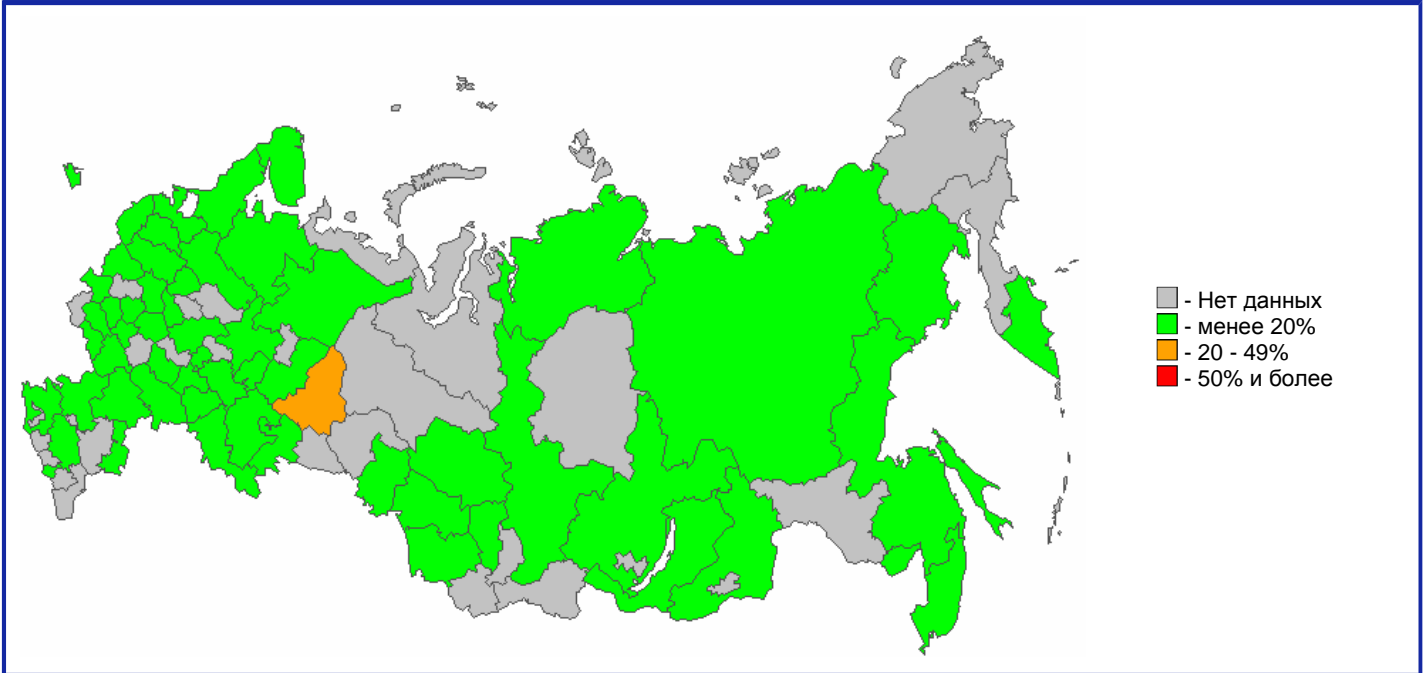 - Нет данных
- менее 20%
- 20 - 49%
- 50% и более